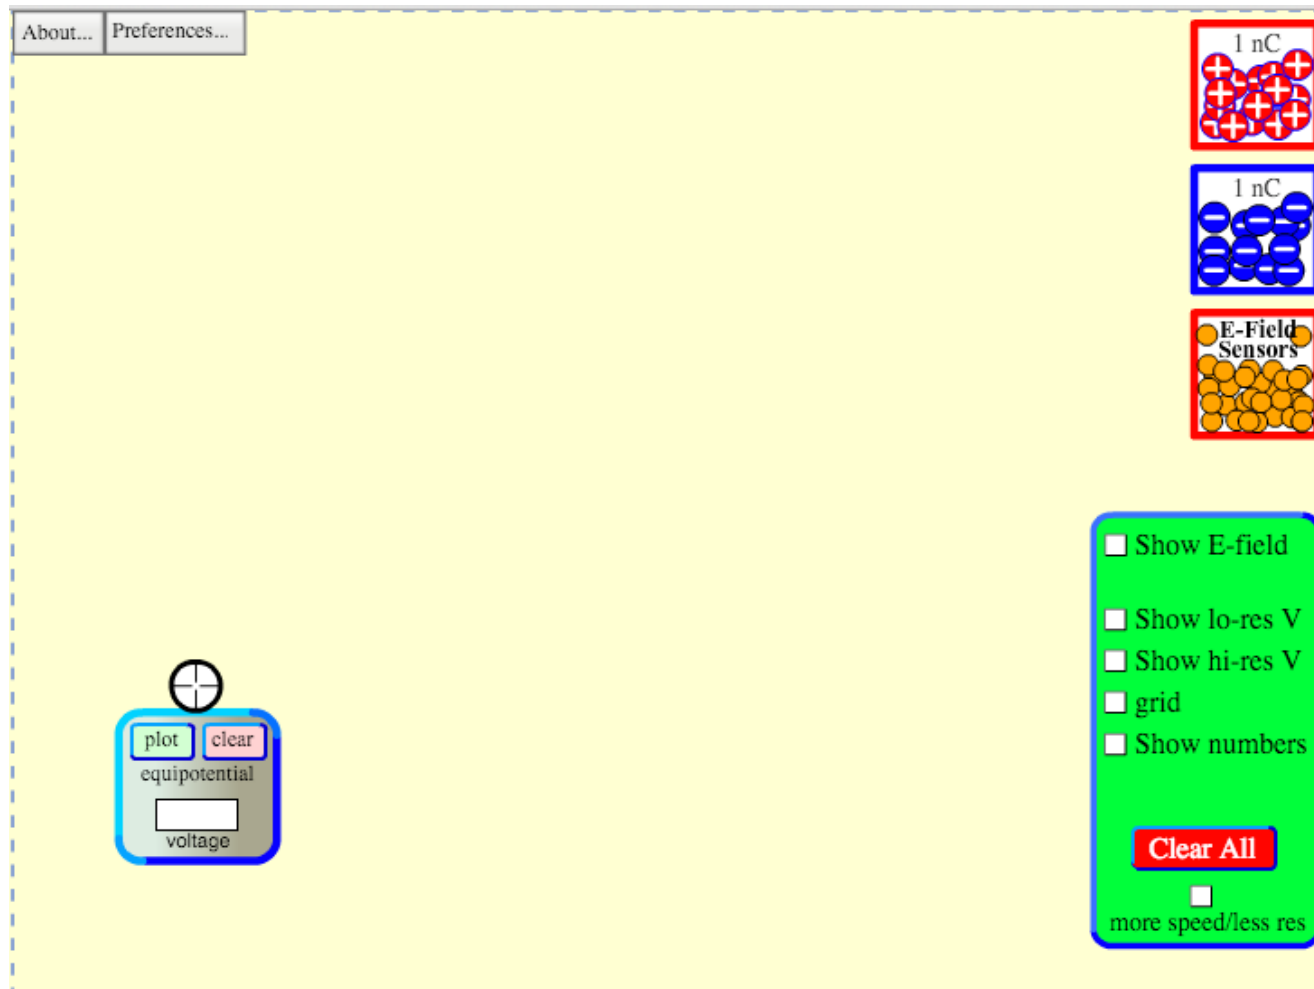 About...
Preferences...
1 nC
1 nC
E-Field
Sensors
Show E-field
Show lo-res V
Show hi-res V
grid
Show numbers
plot
clear
equipotential
voltage
Clear All
more speed/less res